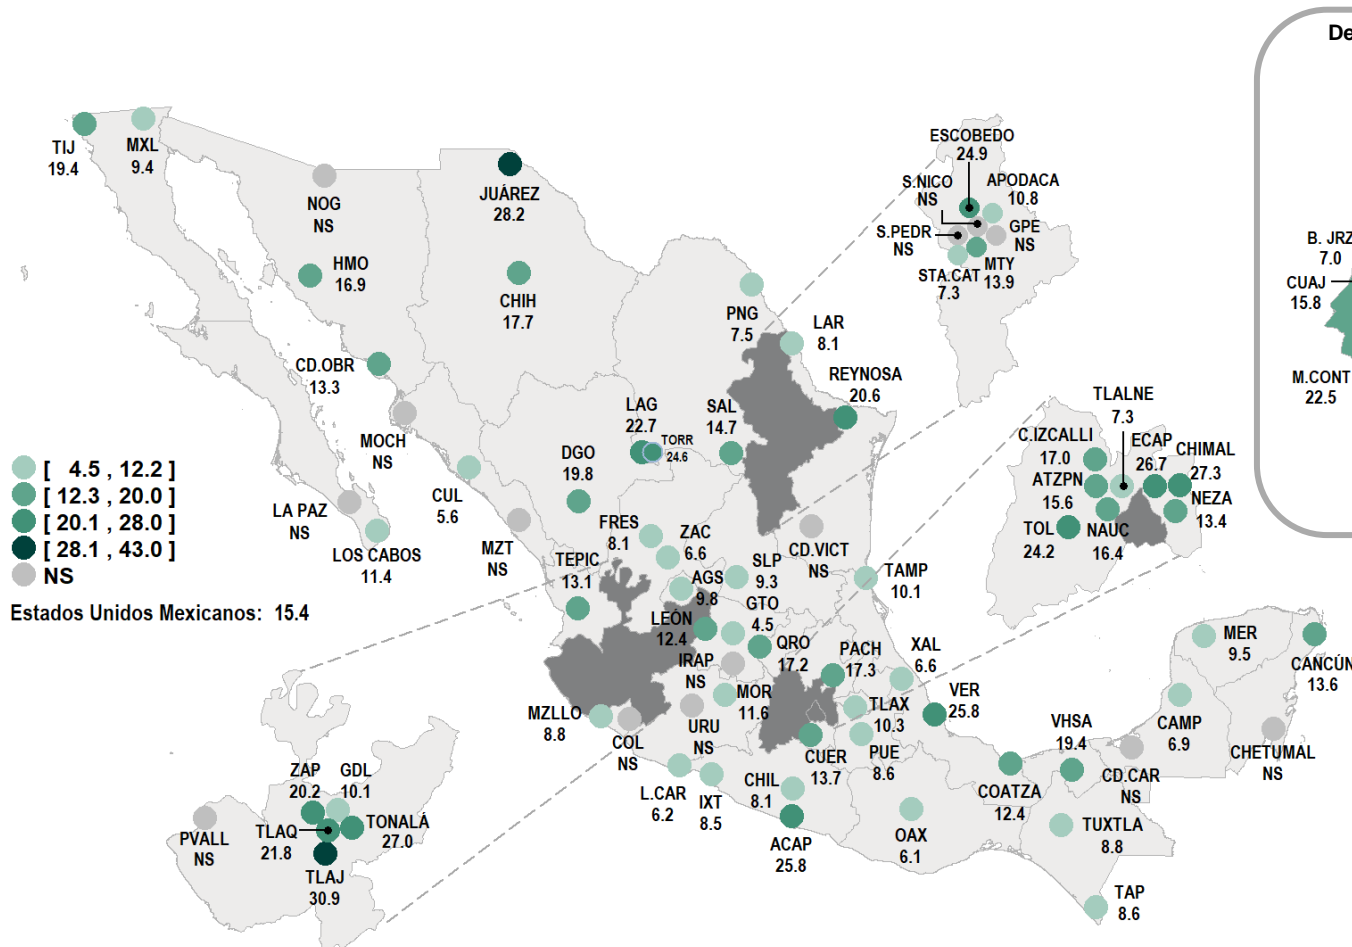 De
TIJ
19.4
MXL
9.4
NOG
NS
JUÁREZ
28.2
HMO
16.9
CHIH
17.7
CD.OBR
13.3
MOCH
NS
PNG
7.5
LAR
8.1
REYNOSA
20.6
LAG
22.7
TORR
24.6
SAL
14.7
DGO
19.8
CUL
5.6
LA PAZ
NS
LOS CABOS
11.4
MZT
NS
FRES
8.1
ZAC
6.6
TEPIC
13.1
AGS
9.8
SLP
9.3
CD.VICT
NS
TAMP
10.1
GTO
4.5
LEÓN
12.4
QRO
17.2
IRAP
NS
PACH
17.3
XAL
6.6
MOR
11.6
TLAX
10.3
VER
25.8
MZLLO
8.8
COL
NS
URU
NS
CUER
13.7
PUE
8.6
L.CAR
6.2
IXT
8.5
CHIL
8.1
ACAP
25.8
OAX
6.1
COATZA
12.4
VHSA
19.4
CD.CAR
NS
TUXTLA
8.8
TAP
8.6
CAMP
6.9
MER
9.5
CANCÚN
13.6
CHETUMAL
NS
ESCOBEDO
24.9
S.NICO
NS
APODACA
10.8
S.PEDR
NS
GPE
NS
STA.CAT
7.3
MTY
13.9
B. JRZ
7.0
CUAJ
15.8
M.CONT
22.5
TLALNE
7.3
C.IZCALLI
17.0
ECAP
26.7
CHIMAL
27.3
ATZPN
15.6
NEZA
13.4
TOL
24.2
NAUC
16.4
[ 4.5 , 12.2 ]
[ 12.3 , 20.0 ]
[ 20.1 , 28.0 ]
[ 28.1 , 43.0 ]
NS
Estados Unidos Mexicanos: 15.4
ZAP
20.2
GDL
10.1
PVALL
NS
TLAQ
21.8
TONALÁ
27.0
TLAJ
30.9